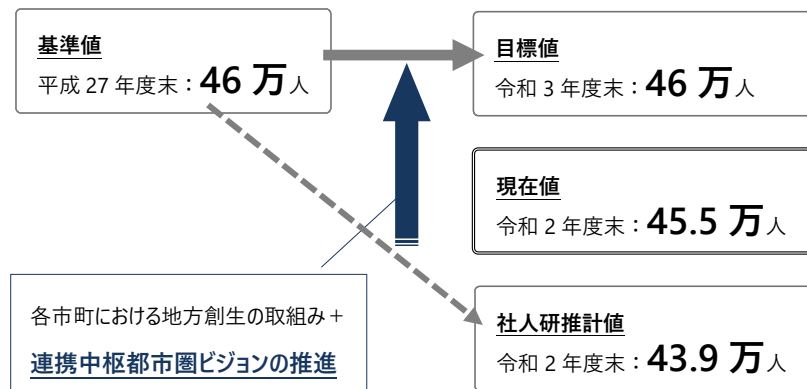 基準値
平成 27 年度末：46 万人
目標値
令和 3 年度末：46 万人
現在値
令和 2 年度末：45.5 万人
各市町における地方創生の取組み＋
連携中枢都市圏ビジョンの推進
社人研推計値
令和 2 年度末：43.9 万人